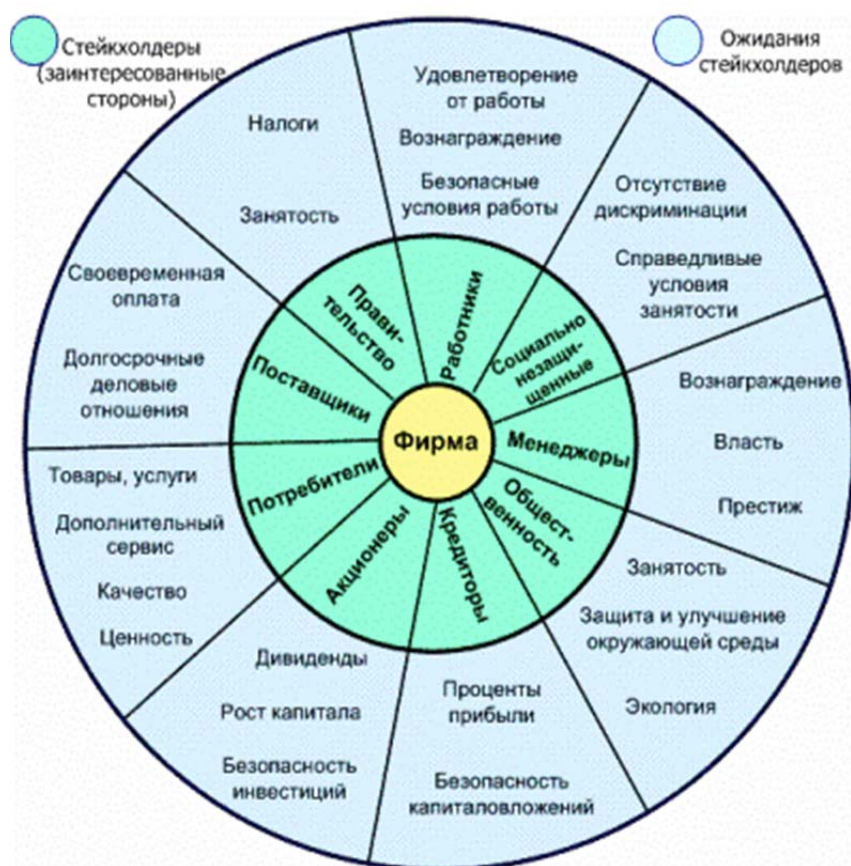 Стейкхолдеры
(заинтересованные
стороны)
Ожидания
стейкхолдеров
Налоги
Занятость
Удовлетворение
от работы
Вознаграждение
Безопасные
условия работы
Отсутствие
дискриминации
Справедливые
условия
занятости
Вознаграждение
Власть
Престиж
Занятость
Защита и улучшение
окружающей среды
Экология
Проценты
прибыли
Безопасность
капиталовложений
Дивиденды
Рост капитала
Безопасность
инвестиций
Товары, услуги
Дополнительный
сервис
Качество
Ценность
Своевременная
оплата
Долгосрочные
деловые
отношения
Прави-
тельство
Работники
Социально
незащи-
щенные
Менеджеры
Общест-
венность
Кредиторы
Акционеры
Потребители
Поставщики
Фирма